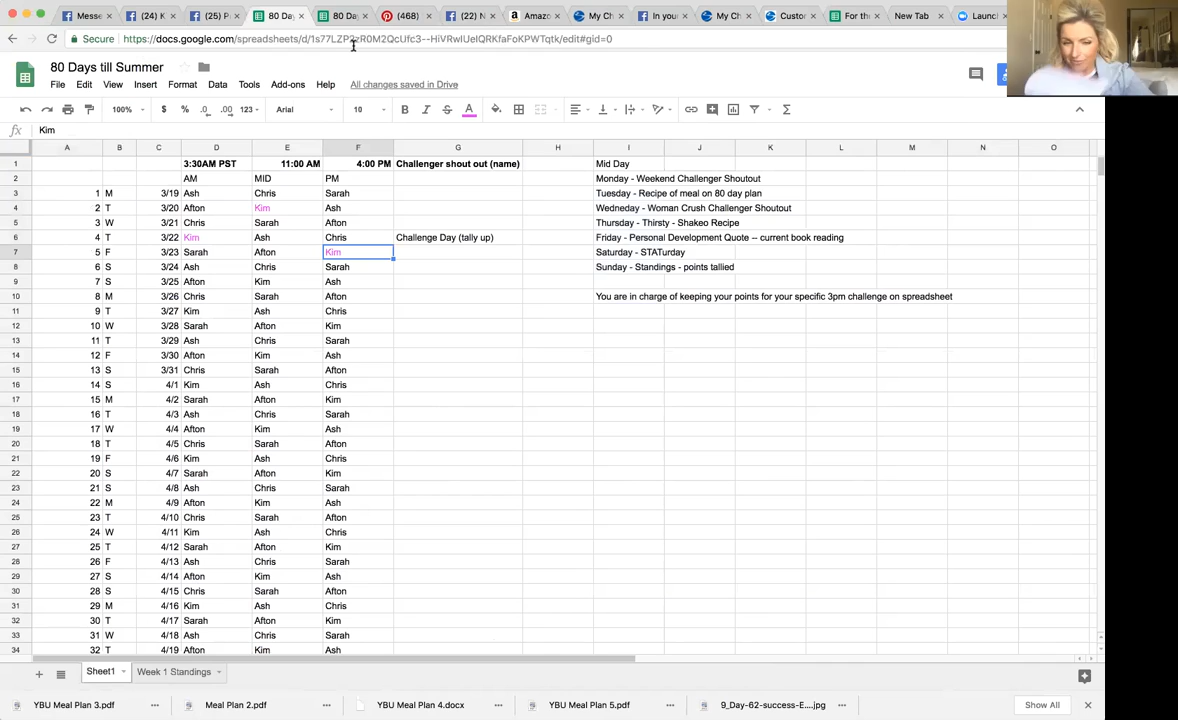 Messe
(24) K
(25) P
80 Day
80 Day
(468)
(22) N
Amazo
My Ch
In your
My Ch
Custo
For the
New Tab
Launch
Secure https://docs.google.com/spreadsheets/d/
80 Days till Summer
File Edit View Insert Format Data Tools Add-ons Help All changes saved in Drive
100% $ % .0 .00 123 Arial 10 B I S A
fx Kim
A B C D E F G H I J K L M N O
1 3:30AM PST 11:00 AM 4:00 PM Challenger shout out (name) Mid Day
2 AM MID PM Monday - Weekend Challenger Shoutout
3 1 M 3/19 Ash Chris Sarah Tuesday - Recipe of meal on 80 day plan
4 2 T 3/20 Afton Kim Ash Wedneday - Woman Crush Challenger Shoutout
5 3 W 3/21 Chris Sarah Afton Thursday - Thirsty - Shakeo Recipe
6 4 T 3/22 Kim Ash Chris Challenge Day (tally up) Friday - Personal Development Quote -- current book reading
7 5 F 3/23 Sarah Afton Kim Saturday - STATurday
8 6 S 3/24 Ash Chris Sarah Sunday - Standings - points tallied
9 7 S 3/25 Afton Kim Ash
10 8 M 3/26 Chris Sarah Afton You are in charge of keeping your points for your specific 3pm challenge on spreadsheet
11 9 T 3/27 Kim Ash Chris
12 10 W 3/28 Sarah Afton Kim
13 11 T 3/29 Ash Chris Sarah
14 12 F 3/30 Afton Kim Ash
15 13 S 3/31 Chris Sarah Afton
16 14 S 4/1 Kim Ash Chris
17 15 M 4/2 Sarah Afton Kim
18 16 T 4/3 Ash Chris Sarah
19 17 W 4/4 Afton Kim Ash
20 18 T 4/5 Chris Sarah Afton
21 19 F 4/6 Kim Ash Chris
22 20 S 4/7 Sarah Afton Kim
23 21 S 4/8 Ash Chris Sarah
24 22 M 4/9 Afton Kim Ash
25 23 T 4/10 Chris Sarah Afton
26 24 W 4/11 Kim Ash Chris
27 25 T 4/12 Sarah Afton Kim
28 26 F 4/13 Ash Chris Sarah
29 27 S 4/14 Afton Kim Ash
30 28 S 4/15 Chris Sarah Afton
31 29 M 4/16 Kim Ash Chris
32 30 T 4/17 Sarah Afton Kim
33 31 W 4/18 Ash Chris Sarah
34 32 T 4/19 Afton Kim Ash
Sheet1 Week 1 Standings
YBU Meal Plan 3.pdf
Meal Plan 2.pdf
YBU Meal Plan 4.docx
YBU Meal Plan 5.pdf
9_Day-62-success-E....jpg
Show All